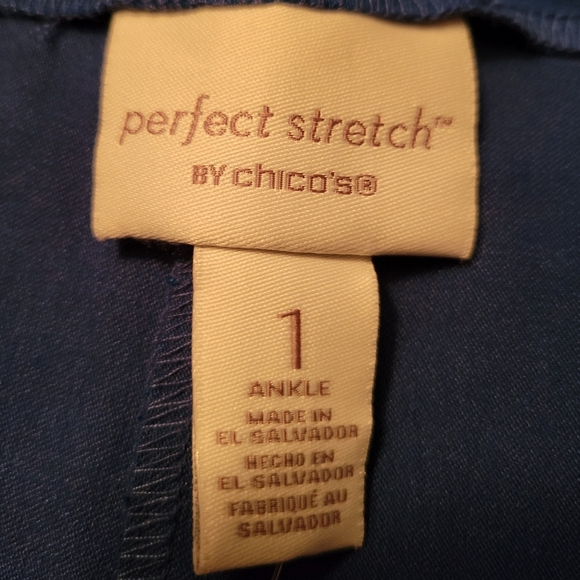 perfect stretch™
BY chico's®
1
ANKLE
MADE IN
EL SALVADOR
HECHO EN
EL SALVADOR
FABRIQUÉ AU
SALVADOR